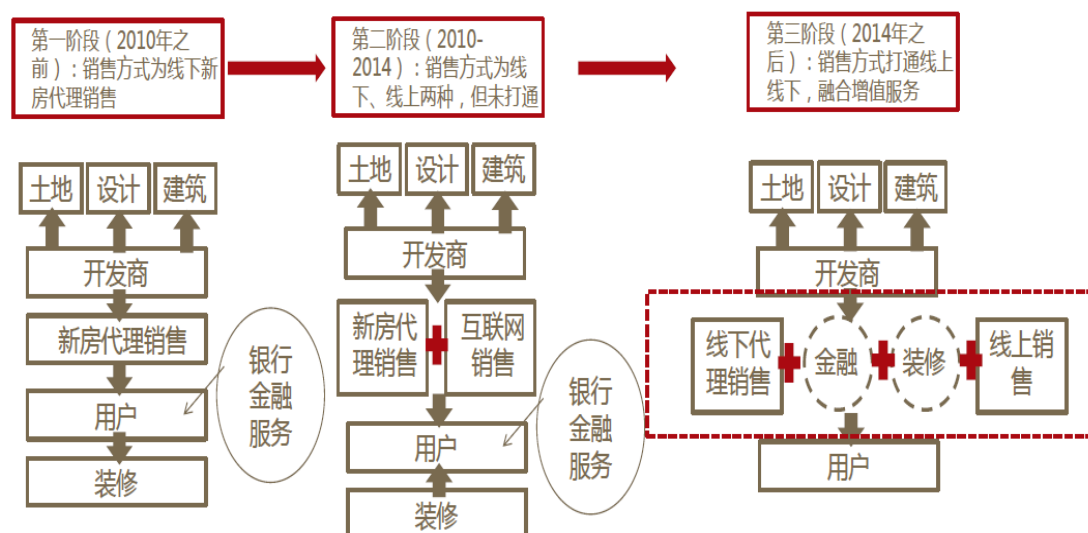 第一阶段（2010年之
前）：销售方式为线下新
房代理销售
第二阶段（2010-
2014）：销售方式为线
下、线上两种，但未打通
第三阶段（2014年之
后）：销售方式打通线上
线下，融合增值服务
土地 设计 建筑
开发商
新房代理销售
用户
装修
银行
金融
服务
土地 设计 建筑
开发商
新房代
理销售
互联网
销售
用户
装修
银行
金融
服务
土地 设计 建筑
开发商
线下代
理销售
金融
装修
线上销
售
用户